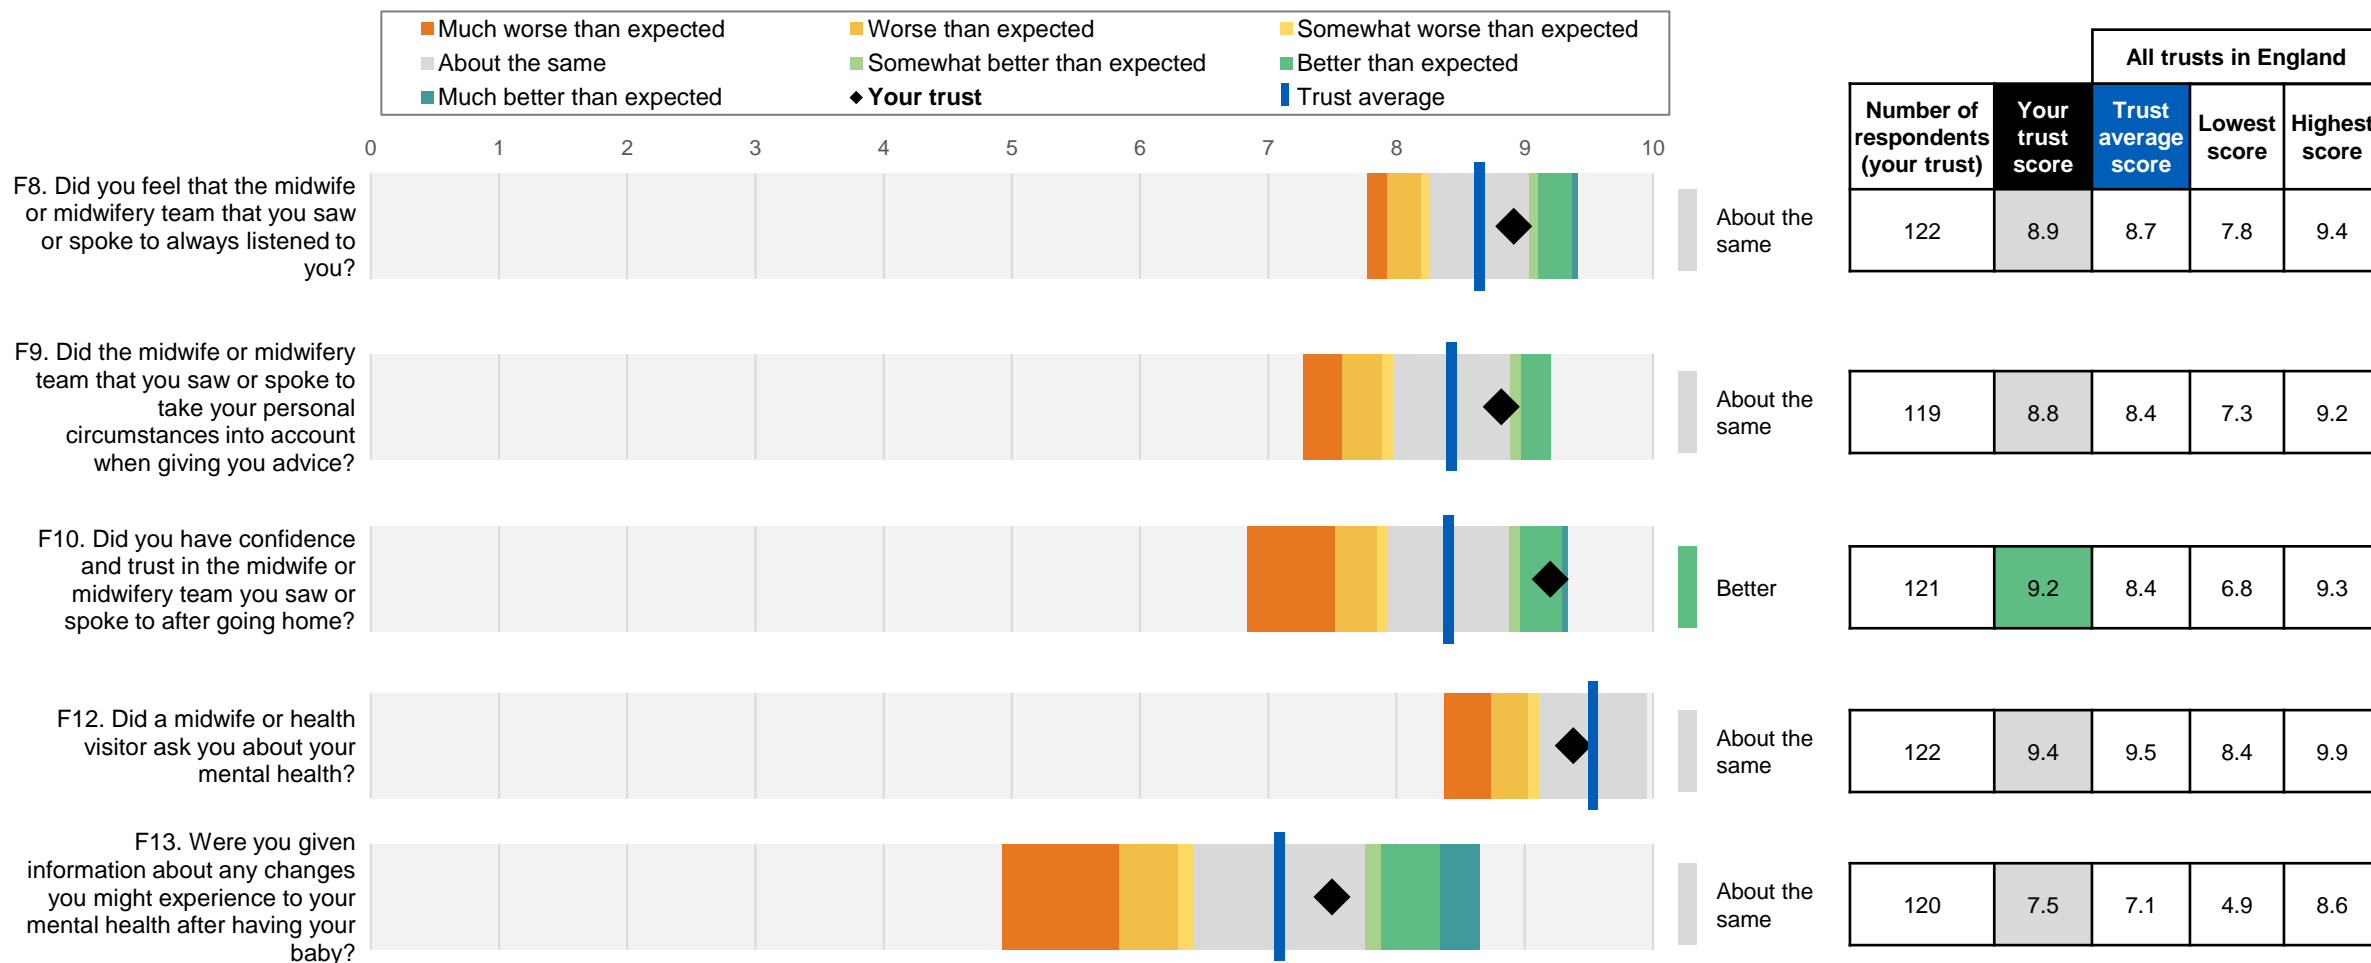 Much worse than expected
Worse than expected
Somewhat worse than expected
About the same
Somewhat better than expected
Better than expected
Much better than expected
Your trust
Trust average
All trusts in England
Number of
respondents
(your trust)
Your
trust
score
Trust
average
score
Lowest
score
Highest
score
0 1 2 3 4 5 6 7 8 9 10
F8. Did you feel that the midwife
or midwifery team that you saw
or spoke to always listened to
you?
About the
same
122 8.9 8.7 7.8 9.4
F9. Did the midwife or midwifery
team that you saw or spoke to
take your personal
circumstances into account
when giving you advice?
About the
same
119 8.8 8.4 7.3 9.2
F10. Did you have confidence
and trust in the midwife or
midwifery team you saw or
spoke to after going home?
Better
121 9.2 8.4 6.8 9.3
F12. Did a midwife or health
visitor ask you about your
mental health?
About the
same
122 9.4 9.5 8.4 9.9
F13. Were you given
information about any changes
you might experience to your
mental health after having your
baby?
About the
same
120 7.5 7.1 4.9 8.6